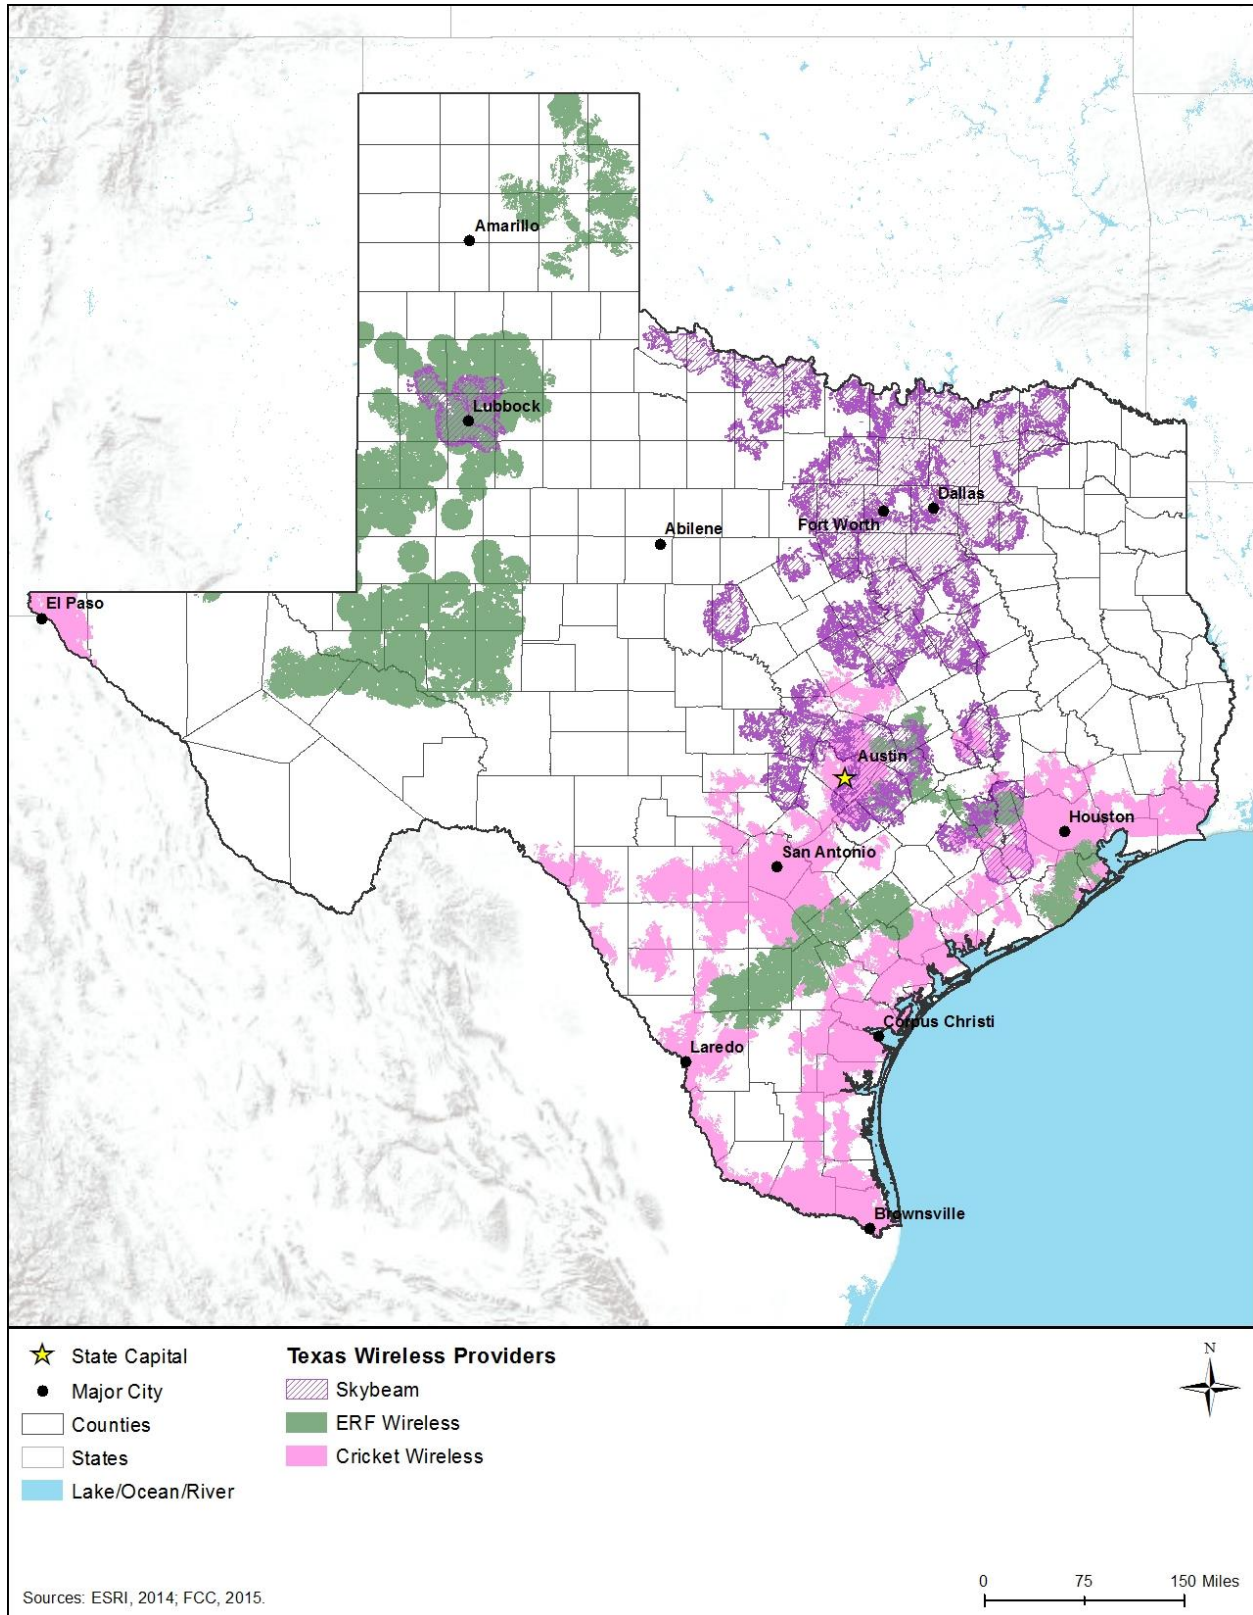 Amarillo
Lubbock
Dallas
Fort Worth
Abilene
El Paso
Austin
Houston
San Antonio
Corpus Christi
Laredo
Brownsville
State Capital
Major City
Counties
States
Lake/Ocean/River
Texas Wireless Providers
Skybeam
ERF Wireless
Cricket Wireless
N
Sources: ESRI, 2014; FCC, 2015.
0 75 150 Miles